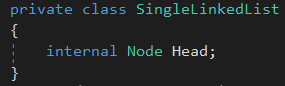 private class SingleLinkedList
{
internal Node Head;
}